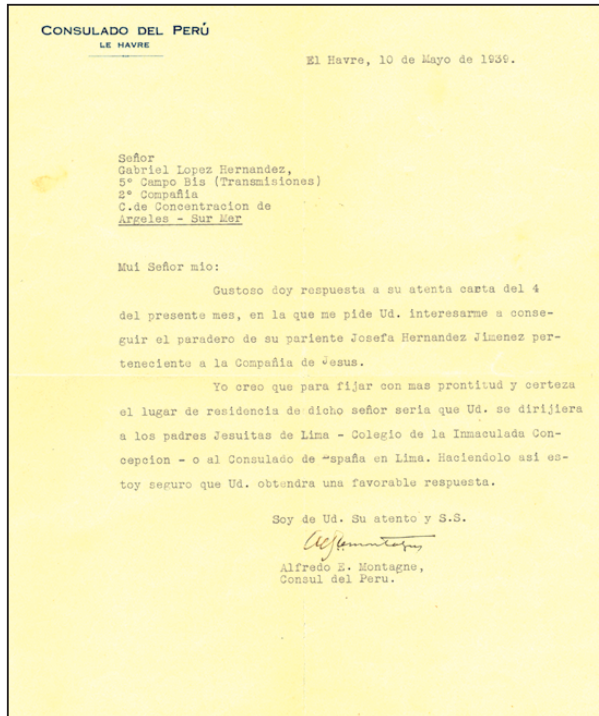 CONSULADO DEL PERÚ
LE HAVRE
El Havre, 10 de Mayo de 1939.
Señor
Gabriel Lopez Hernandez,
5º Campo Bis (Transmisiones)
2º Compañia
C.de Concentracion de
Argeles - Sur Mer
Mui Señor mio:
Gustoso doy respuesta a su atenta carta del 4
del presente mes, en la que me pide Ud. interesarme a conse-
guir el paradero de su pariente Josefa Hernandez Jimenez per-
teneciente a la Compañia de Jesus.
Yo creo que para fijar con mas prontitud y certeza
el lugar de residencia de dicho señor seria que Ud. se dirijiera
a los padres Jesuitas de Lima - Colegio de la Inmaculada Con-
cepcion - o al Consulado de España en Lima. Haciendolo asi es-
toy seguro que Ud. obtendra una favorable respuesta.
Soy de Ud. Su atento y S.S.
Alfredo E. Montagne,
Consul del Peru.